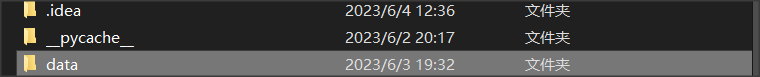 .idea 2023/6/4 12:36 文件夹
__pycache__ 2023/6/2 20:17 文件夹
data 2023/6/3 19:32 文件夹